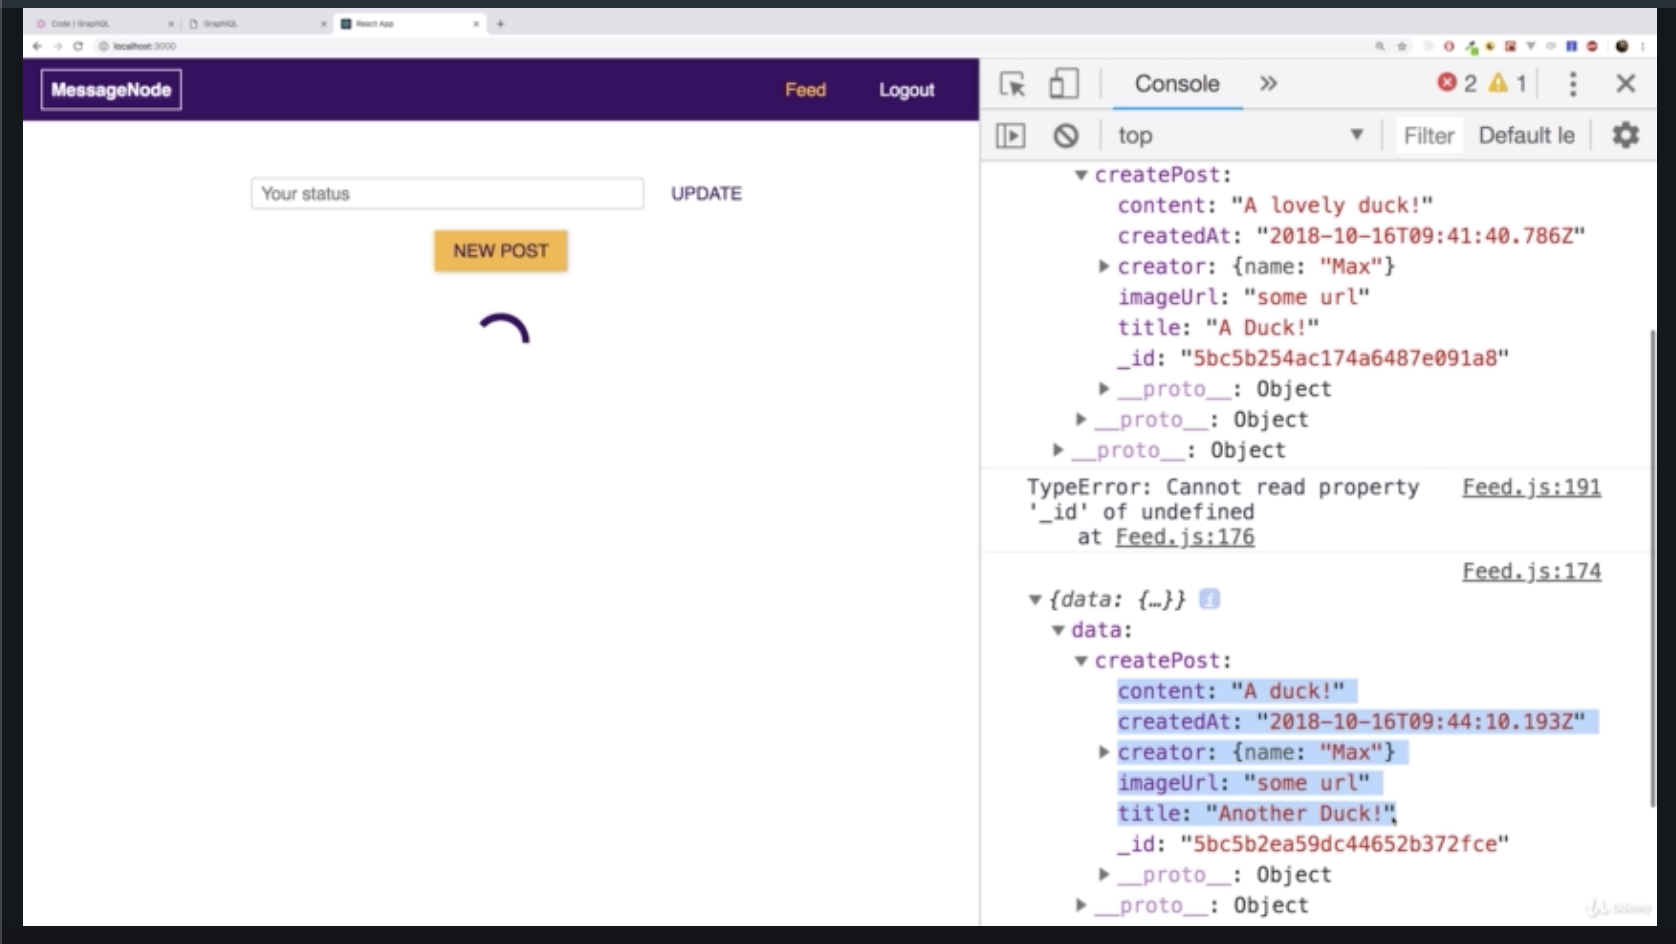 Code | GraphQL
GraphiQL
React App
localhost:3000
MessageNode
Feed
Logout
Your status
UPDATE
NEW POST
Console
2
1
top
Filter
Default le
createPost:
content: "A lovely duck!"
createdAt: "2018-10-16T09:41:40.786Z"
creator: {name: "Max"}
imageUrl: "some url"
title: "A Duck!"
_id: "5bc5b254ac174a6487e091a8"
__proto__: Object
__proto__: Object
__proto__: Object
TypeError: Cannot read property Feed.js:191
'_id' of undefined
at Feed.js:176
Feed.js:174
{data: {…}} i
data:
createPost:
content: "A duck!"
createdAt: "2018-10-16T09:44:10.193Z"
creator: {name: "Max"}
imageUrl: "some url"
title: "Another Duck!"
_id: "5bc5b2ea59dc44652b372fce"
__proto__: Object
__proto__: Object
Udemy